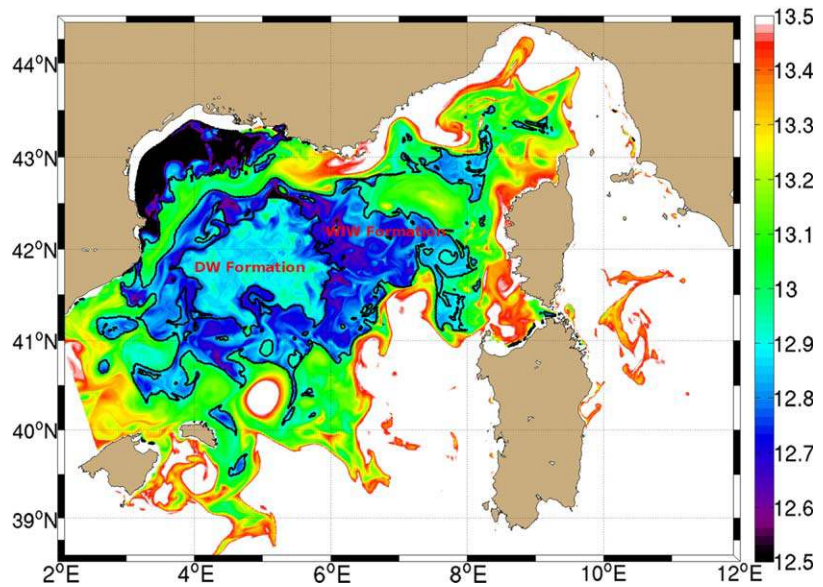 44°N
43°N
42°N
41°N
40°N
39°N
2°E 4°E 6°E 8°E 10°E 12°E
WIW Formation
DW Formation
13.5
13.4
13.3
13.2
13.1
13
12.9
12.8
12.7
12.6
12.5